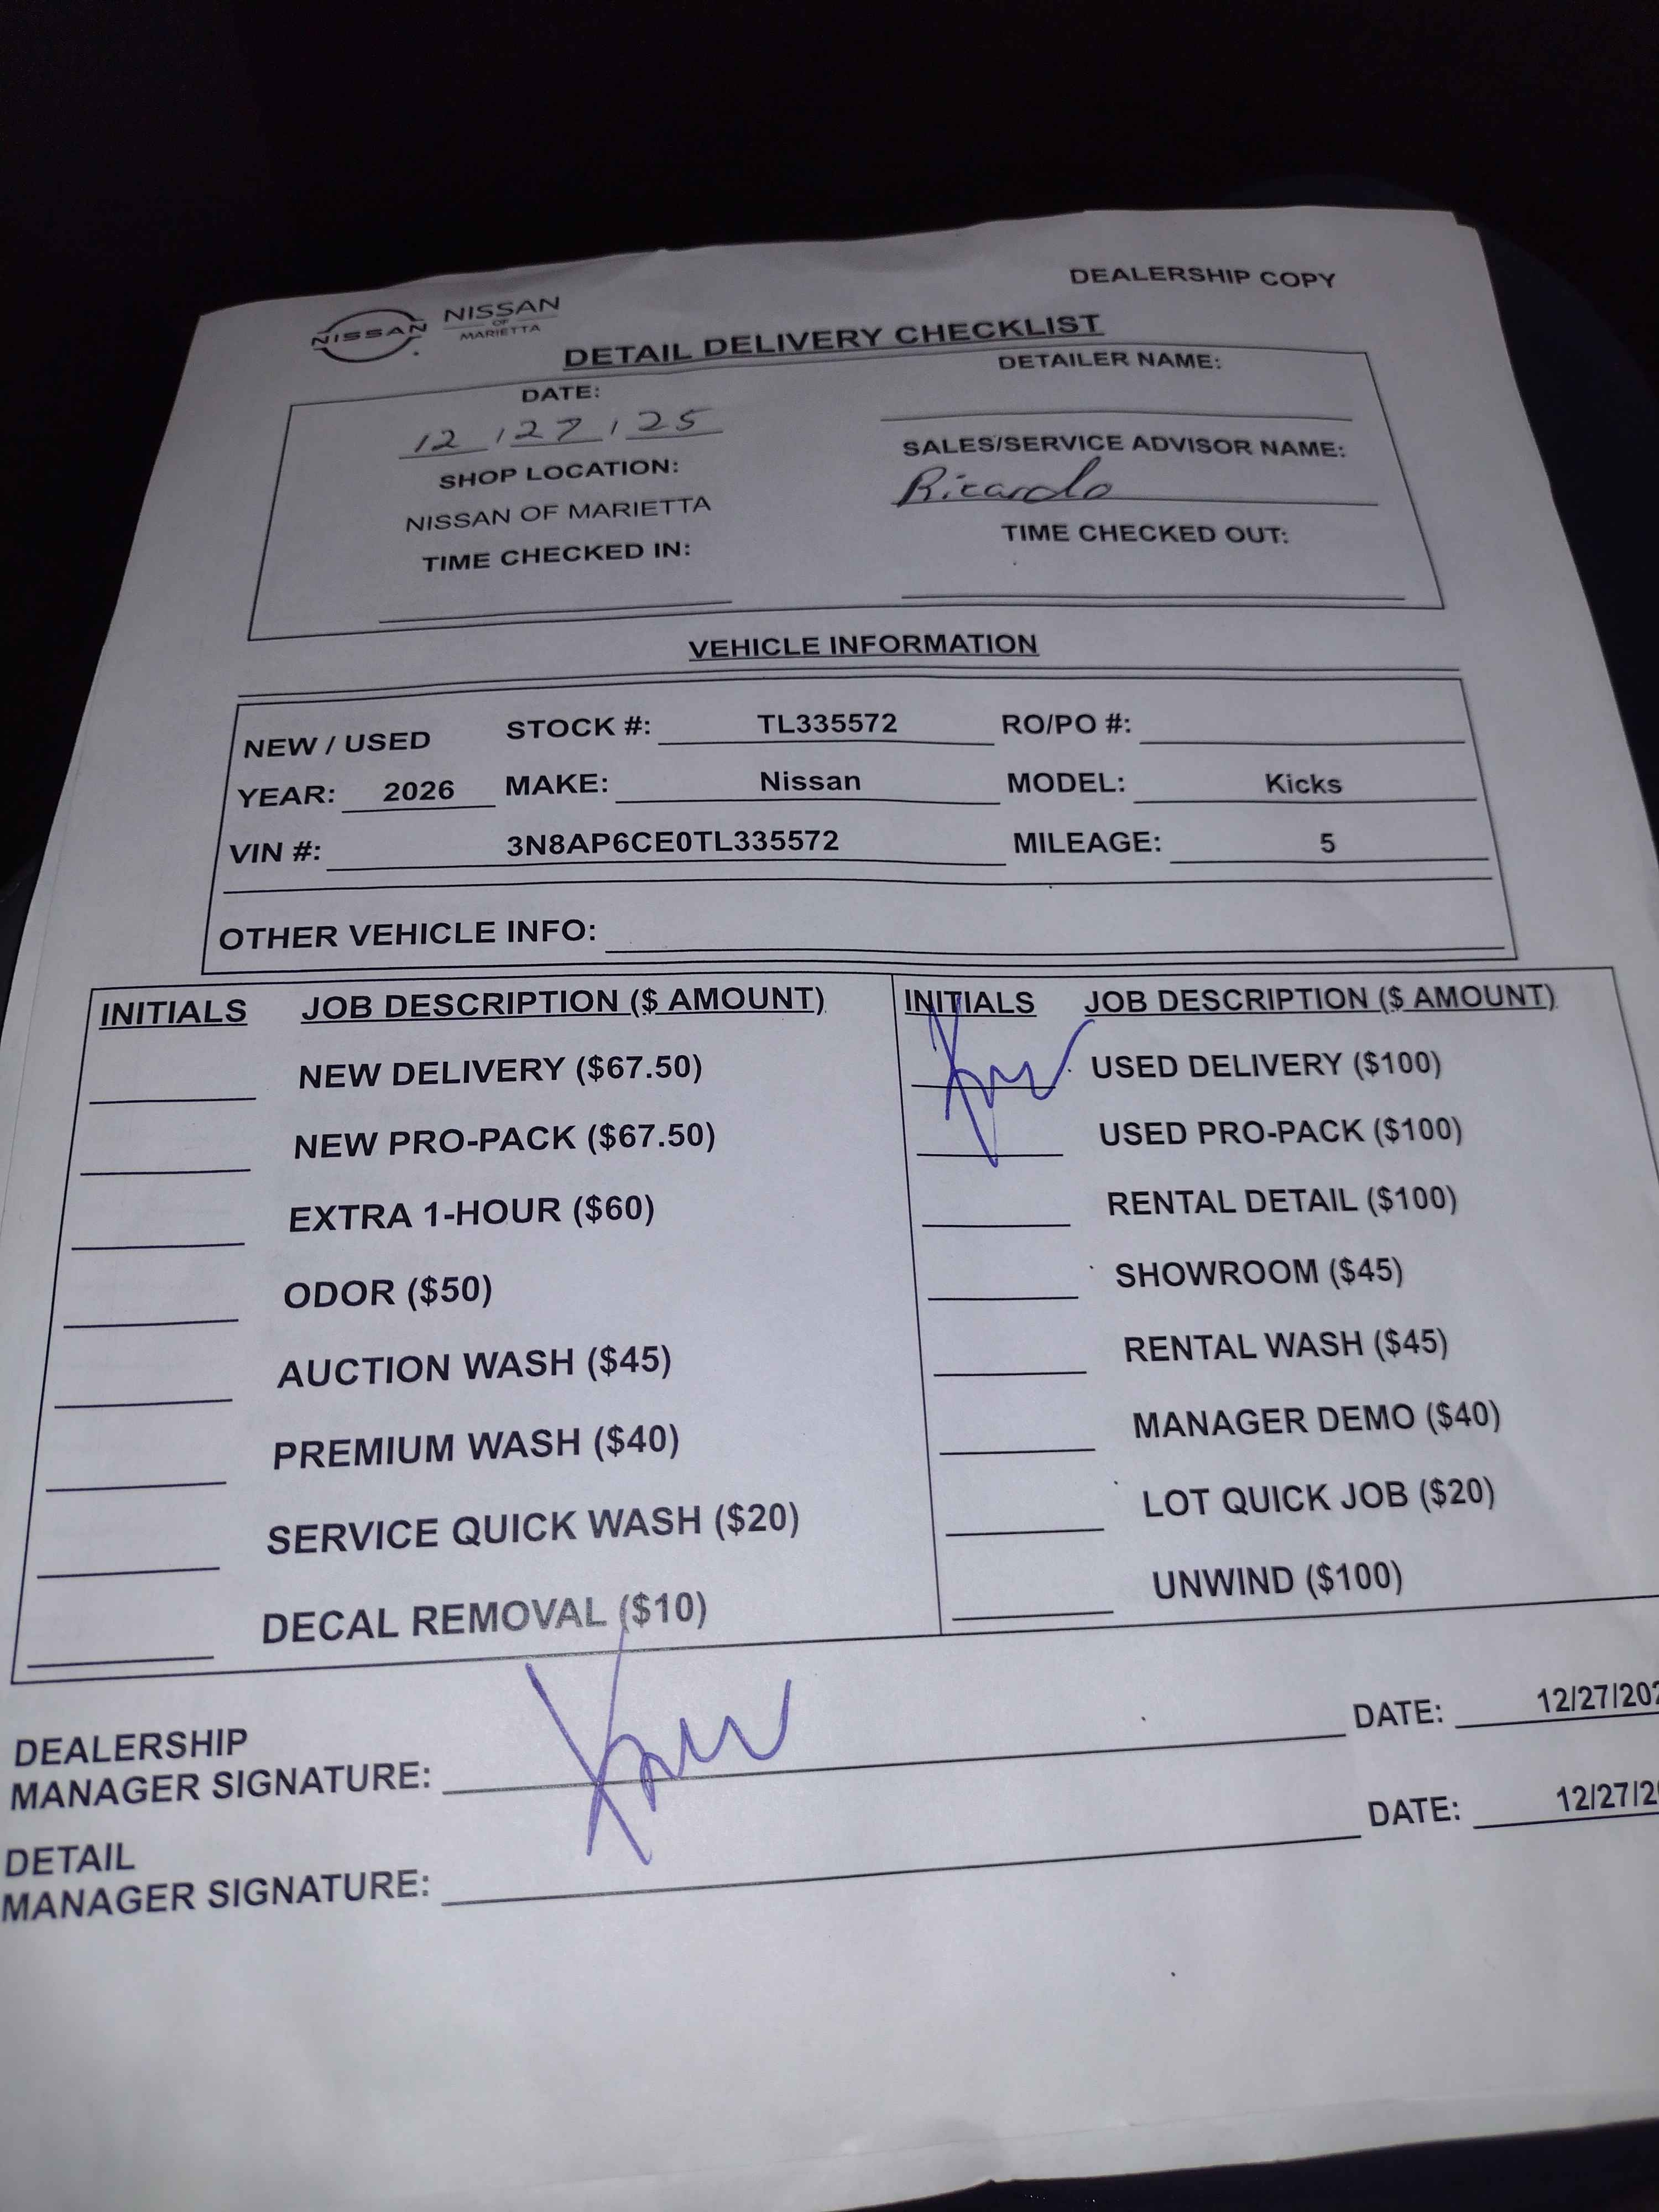 DEALERSHIP COPY
NISSAN
NISSAN
OF
MARIETTA
DETAIL DELIVERY CHECKLIST
DATE:
12 / 27 / 25
SHOP LOCATION:
NISSAN OF MARIETTA
TIME CHECKED IN:
DETAILER NAME:
SALES/SERVICE ADVISOR NAME:
Ricardo
TIME CHECKED OUT:
VEHICLE INFORMATION
NEW / USED STOCK #: TL335572 RO/PO #:
YEAR: 2026 MAKE: Nissan MODEL: Kicks
VIN #: 3N8AP6CE0TL335572 MILEAGE: 5
OTHER VEHICLE INFO:
INITIALS JOB DESCRIPTION ($ AMOUNT)
NEW DELIVERY ($67.50)
NEW PRO-PACK ($67.50)
EXTRA 1-HOUR ($60)
ODOR ($50)
AUCTION WASH ($45)
PREMIUM WASH ($40)
SERVICE QUICK WASH ($20)
DECAL REMOVAL ($10)
INITIALS JOB DESCRIPTION ($ AMOUNT)
USED DELIVERY ($100)
USED PRO-PACK ($100)
RENTAL DETAIL ($100)
SHOWROOM ($45)
RENTAL WASH ($45)
MANAGER DEMO ($40)
LOT QUICK JOB ($20)
UNWIND ($100)
DEALERSHIP
MANAGER SIGNATURE: DATE: 12/27/202
DETAIL
MANAGER SIGNATURE: DATE: 12/27/2